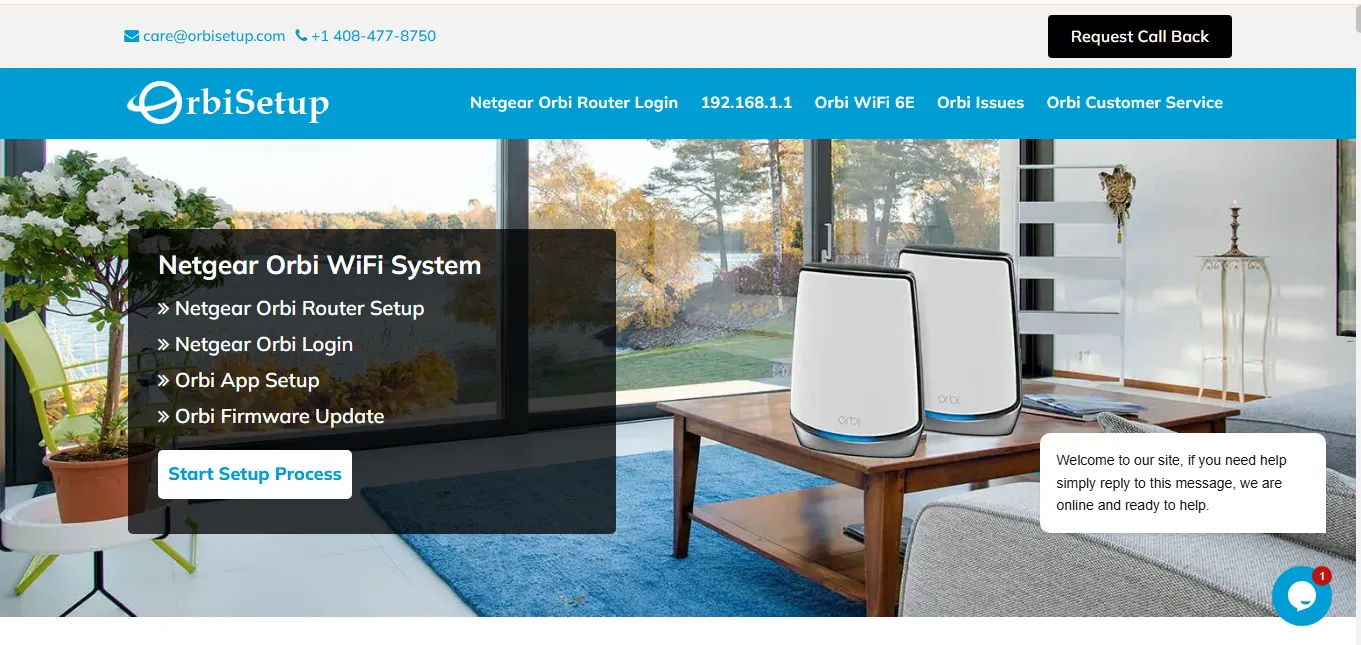 care@orbisetup.com +1 408-477-8750
Request Call Back
OrbiSetup
Netgear Orbi Router Login 192.168.1.1 Orbi WiFi 6E Orbi Issues Orbi Customer Service
Netgear Orbi WiFi System
» Netgear Orbi Router Setup
» Netgear Orbi Login
» Orbi App Setup
» Orbi Firmware Update
Start Setup Process
orbi
orbi
Welcome to our site, if you need help
simply reply to this message, we are
online and ready to help.
1